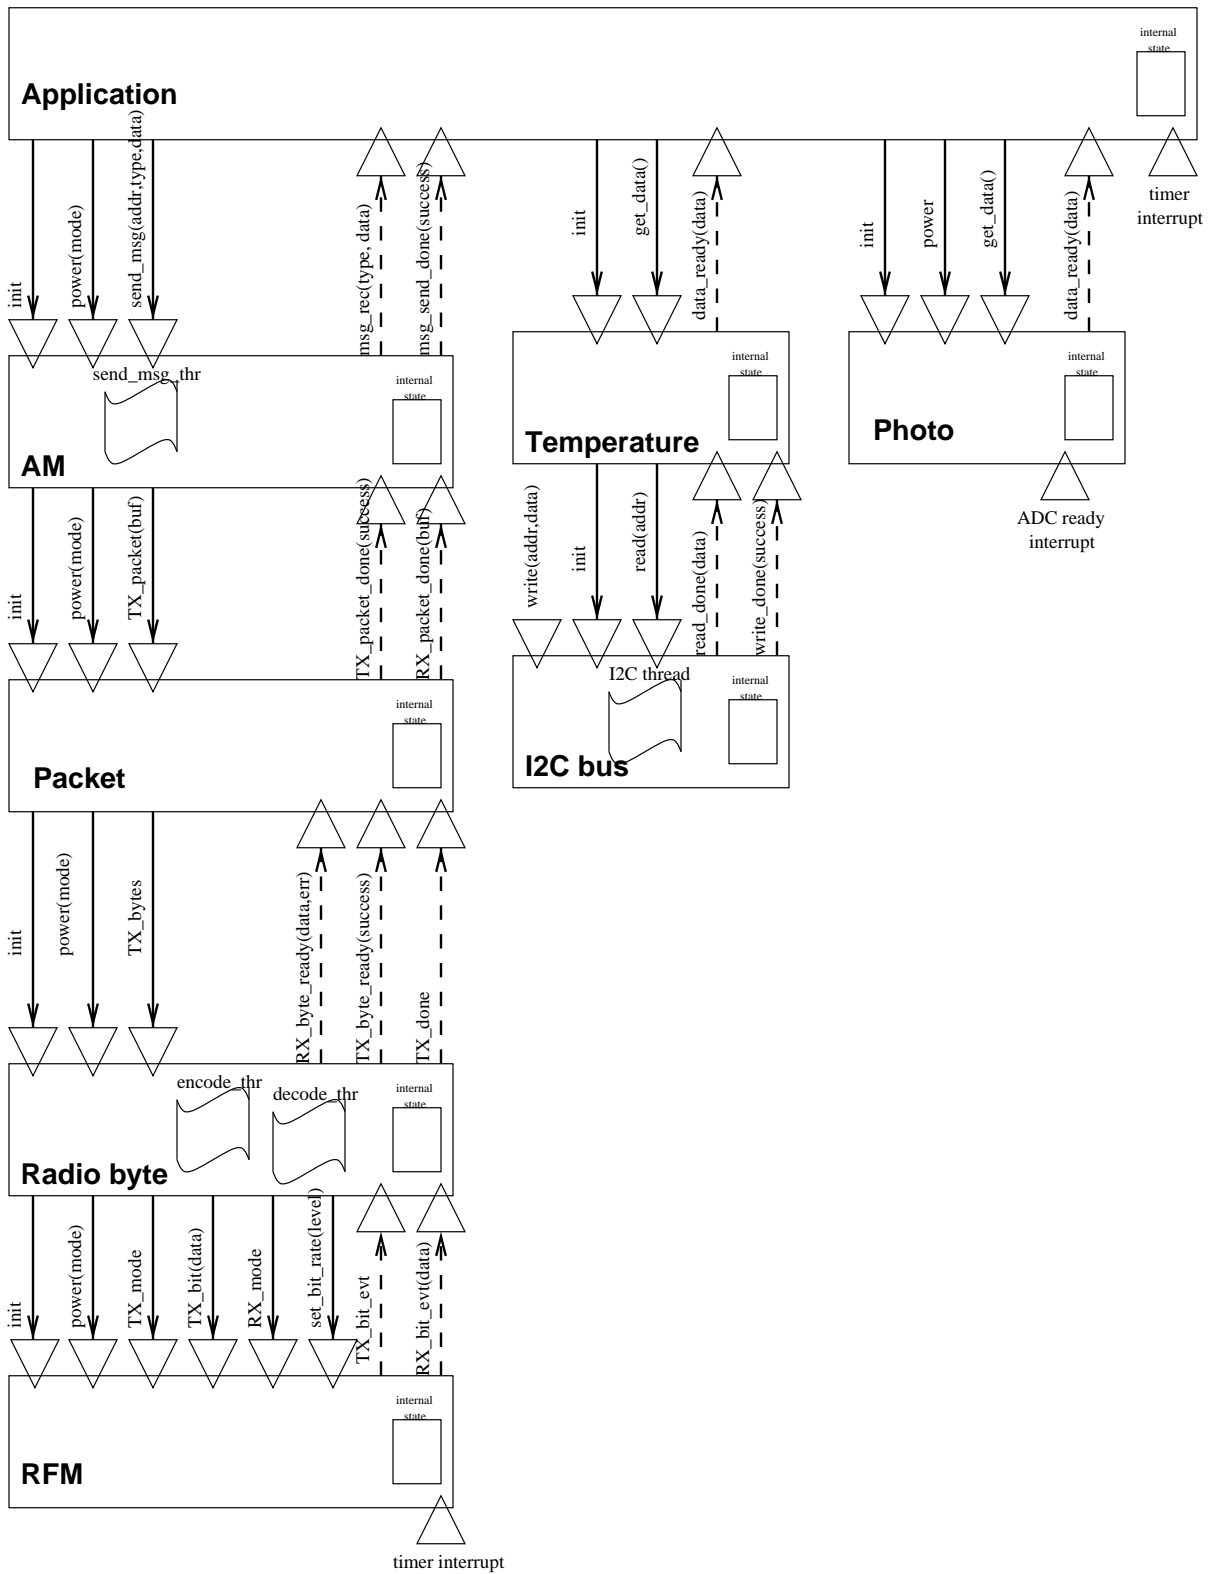 internal
state
Application
init
power(mode)
send_msg(addr,type,data)
msg_rec(type, data)
msg_send_done(success)
init
get_data()
data_ready(data)
init
power
get_data()
data_ready(data)
timer
interrupt
send_msg_thr
internal
state
AM
internal
state
Temperature
internal
state
Photo
ADC ready
interrupt
init
power(mode)
TX_packet(buf)
TX_packet_done(success)
RX_packet_done(buf)
write(addr,data)
init
read(addr)
read_done(data)
write_done(success)
internal
state
Packet
I2C thread
internal
state
I2C bus
init
power(mode)
TX_bytes
RX_byte_ready(data,err)
TX_byte_ready(success)
TX_done
encode_thr
decode_thr
internal
state
Radio byte
init
power(mode)
TX_mode
TX_bit(data)
RX_mode
set_bit_rate(level)
TX_bit_evt
RX_bit_evt(data)
internal
state
RFM
timer interrupt